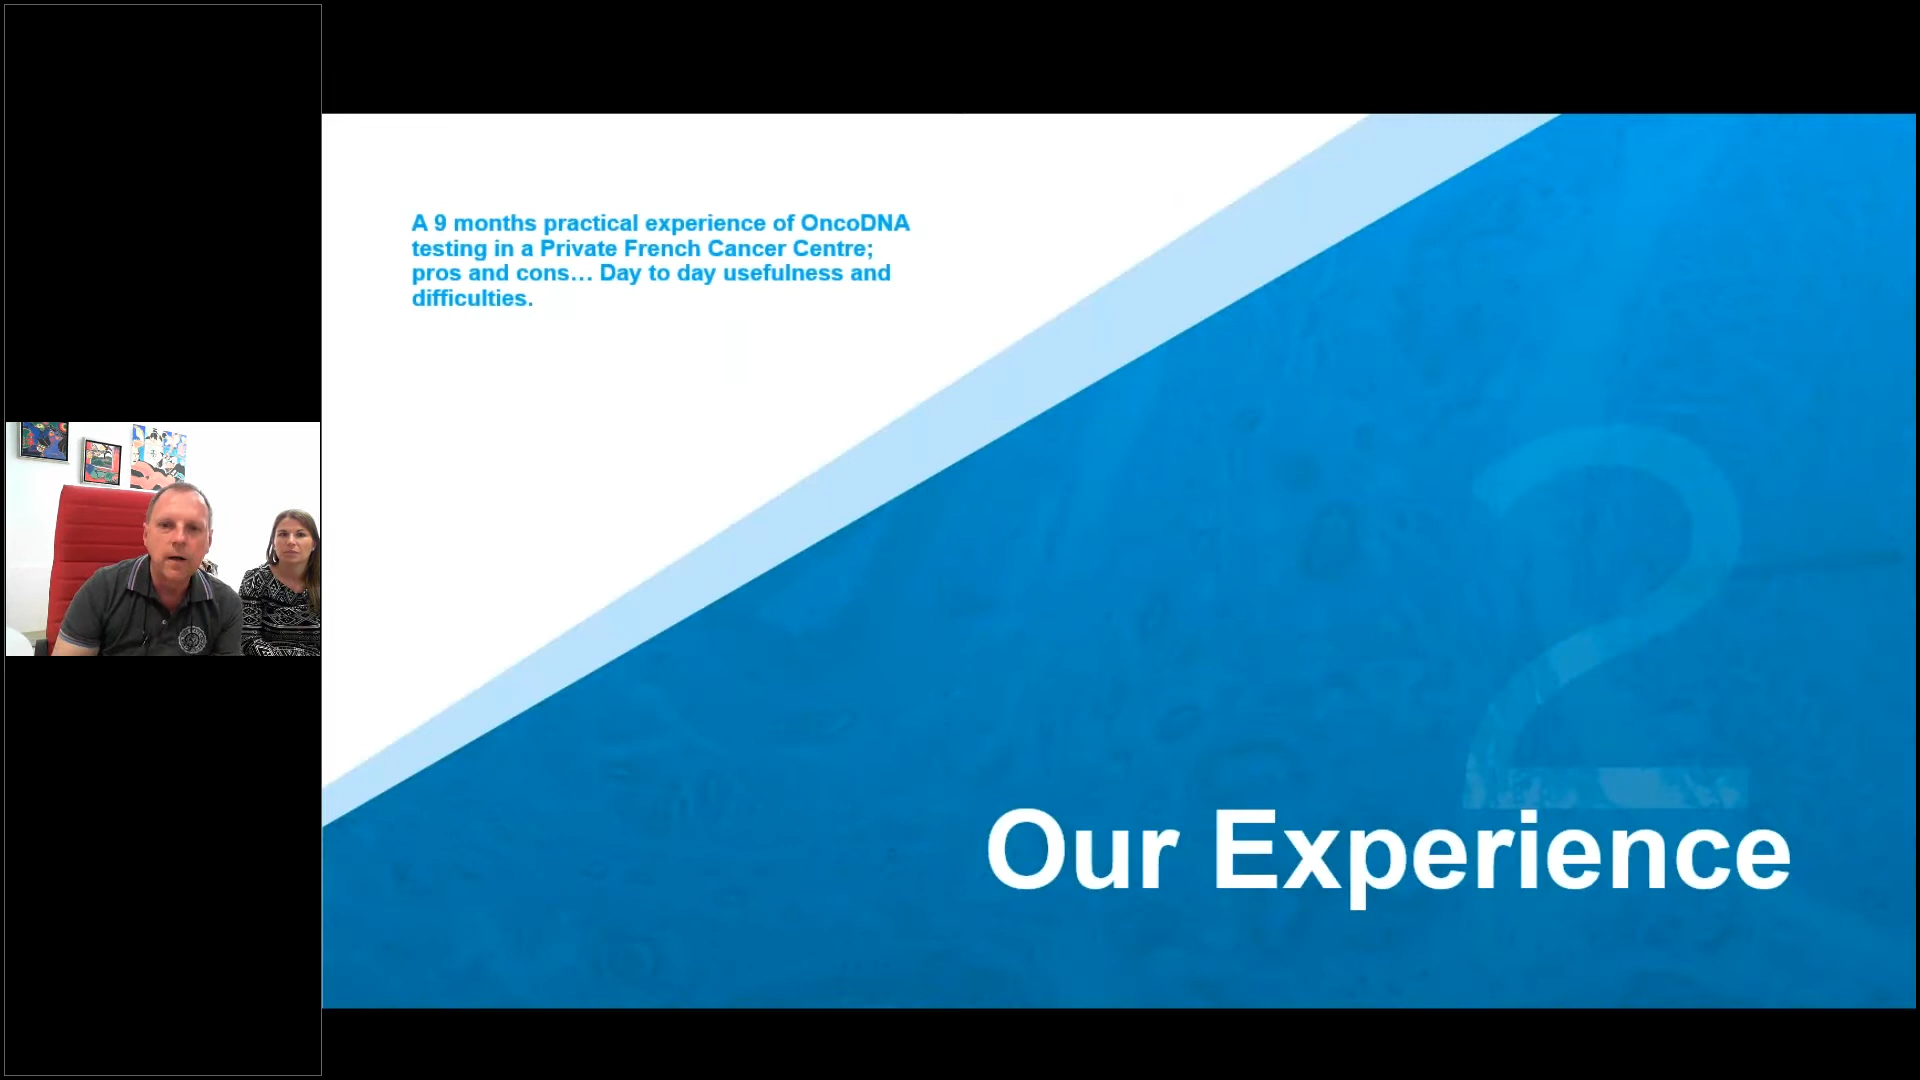 A 9 months practical experience of OncoDNA
testing in a Private French Cancer Centre;
pros and cons… Day to day usefulness and
difficulties.
2
Our Experience